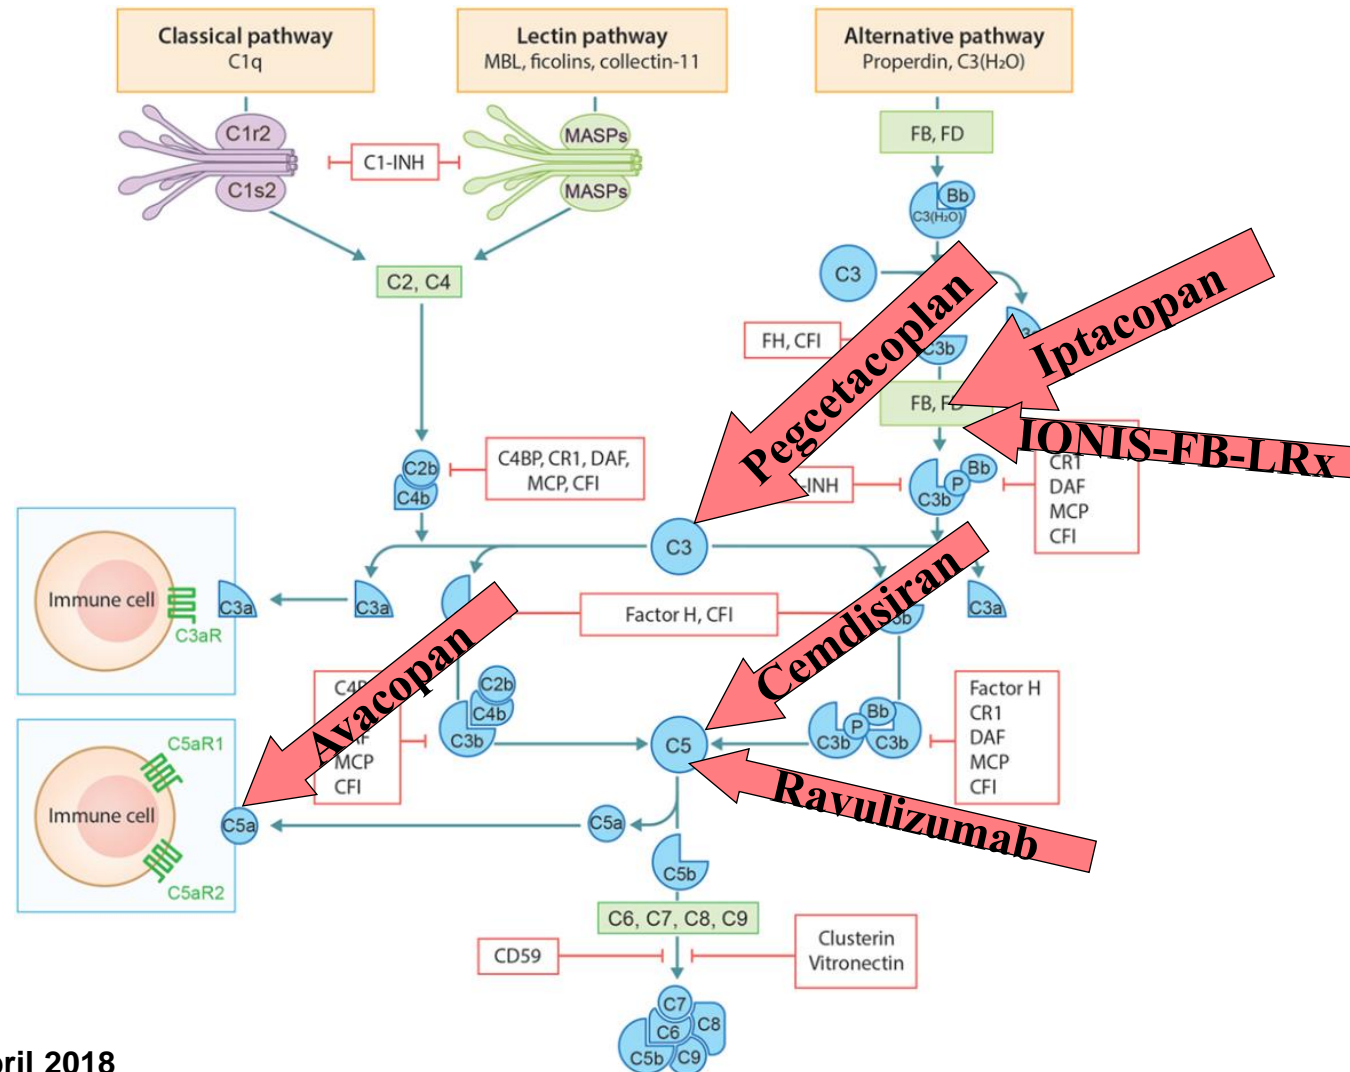 Classical pathway
C1q
Lectin pathway
MBL, ficolins, collectin-11
Alternative pathway
Properdin, C3(H₂O)
C1r2
C1s2
C1-INH
MASPs
MASPs
FB, FD
Bb
C3(H₂O)
C2, C4
C3
FH, CFI
C3b
Pegcetacoplan
Iptacopan
FB, FD
IONIS-FB-LRx
C2b
C4b
C4BP, CR1, DAF,
MCP, CFI
-INH
C3b
P
Bb
CR1
DAF
MCP
CFI
C3
Immune cell
C3aR
C3a
C3a
Factor H, CFI
C3a
Avacopan
Cemdisiran
MCP
CFI
C2b
C4b
C3b
C5
C3b
P
Bb
C3b
Factor H
CR1
DAF
MCP
CFI
Ravulizumab
C5aR1
Immune cell
C5aR2
C5a
C5a
C5b
C6, C7, C8, C9
CD59
Clusterin
Vitronectin
C7
C6
C8
C5b
C9
2018